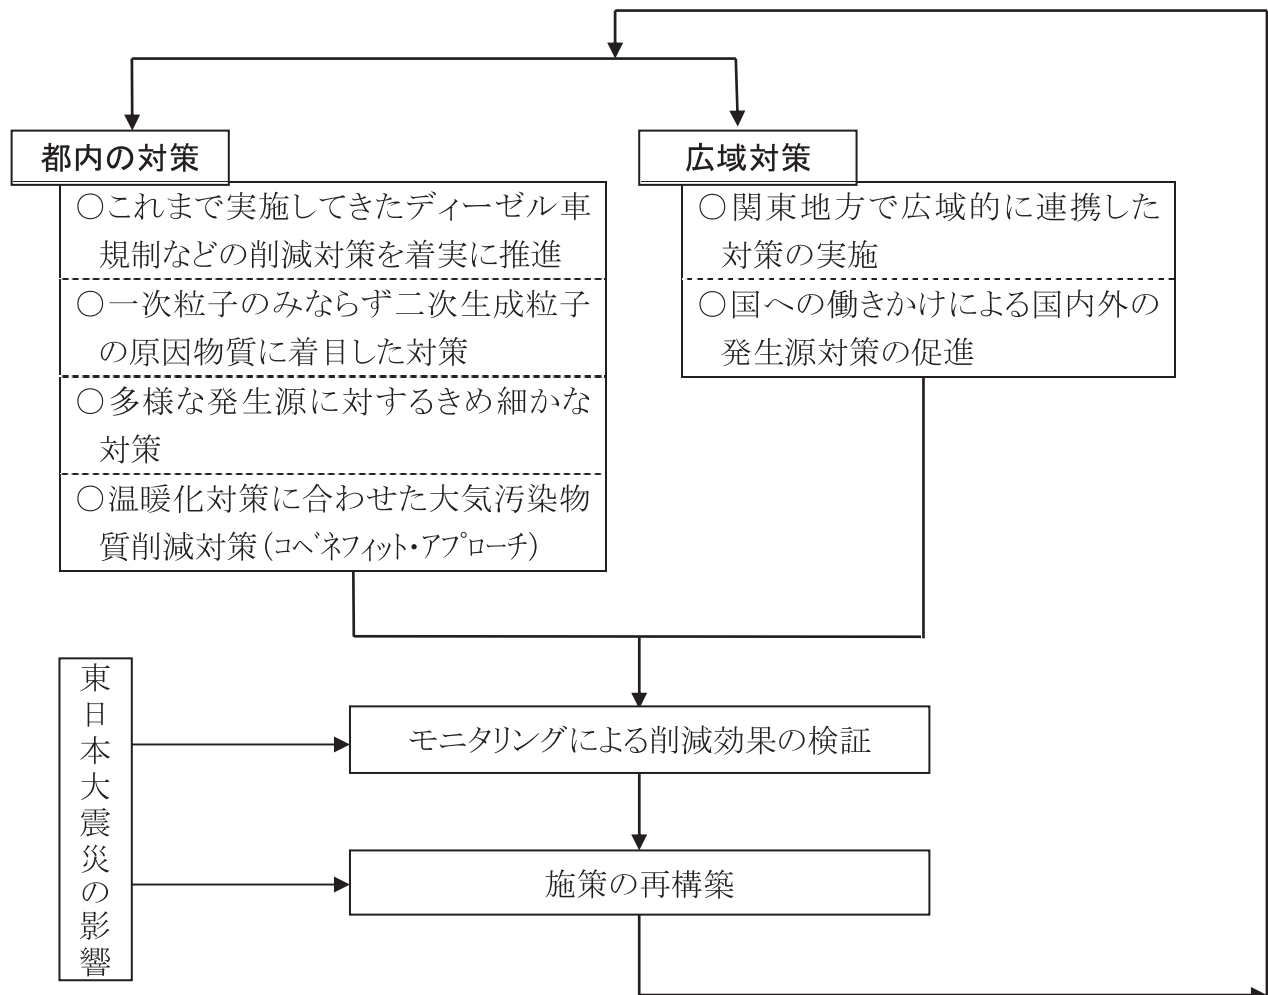 都内の対策
○これまで実施してきたディーゼル車
規制などの削減対策を着実に推進
○一次粒子のみならず二次生成粒子
の原因物質に着目した対策
○多様な発生源に対するきめ細かな
対策
○温暖化対策に合わせた大気汚染物
質削減対策(コベネフィット・アプローチ)
広域対策
○関東地方で広域的に連携した
対策の実施
○国への働きかけによる国内外の
発生源対策の促進
東日本大震災の影響
モニタリングによる削減効果の検証
施策の再構築